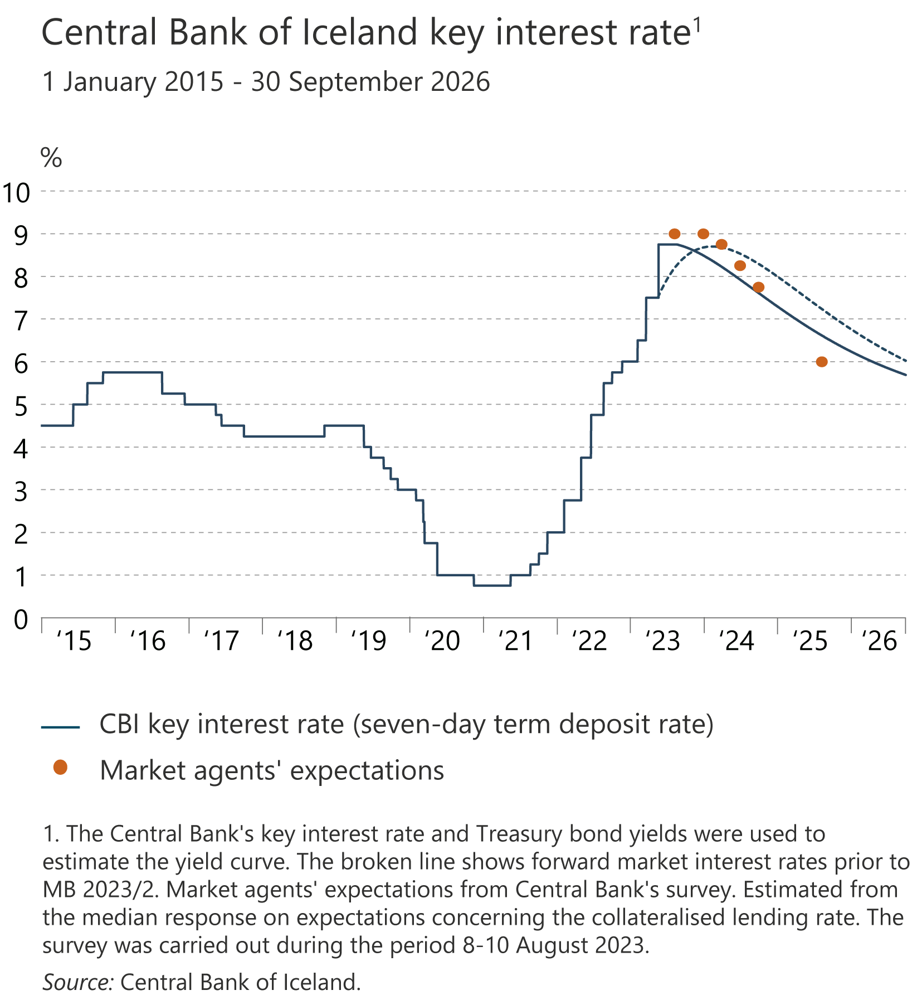 Central Bank of Iceland key interest rate¹
1 January 2015 - 30 September 2026
%
10
9
8
7
6
5
4
3
2
1
0
‘15 ‘16 ‘17 ‘18 ‘19 ‘20 ‘21 ‘22 ‘23 ‘24 ‘25 ‘26
CBI key interest rate (seven-day term deposit rate)
Market agents' expectations
1. The Central Bank's key interest rate and Treasury bond yields were used to
estimate the yield curve. The broken line shows forward market interest rates prior to
MB 2023/2. Market agents' expectations from Central Bank's survey. Estimated from
the median response on expectations concerning the collateralised lending rate. The
survey was carried out during the period 8-10 August 2023.
Source: Central Bank of Iceland.